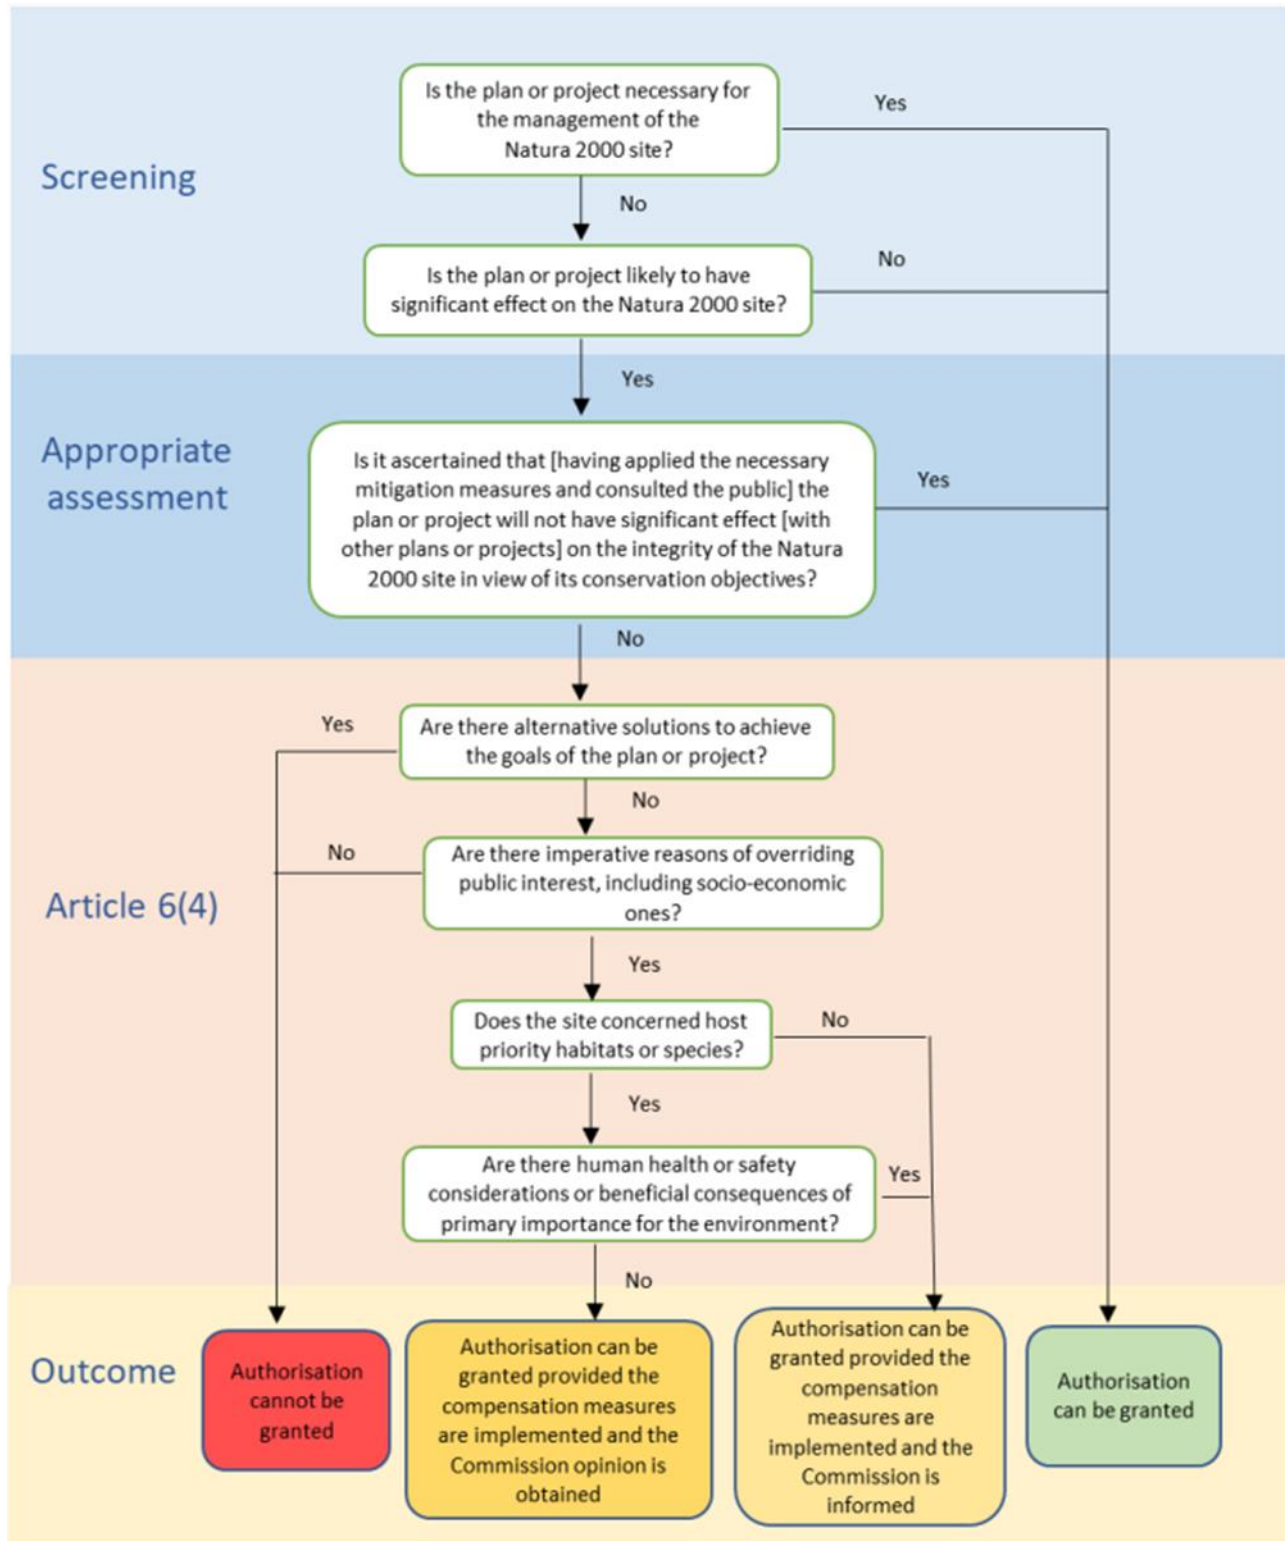 Is the plan or project necessary for
the management of the
Natura 2000 site?
Yes
Screening
No
Is the plan or project likely to have
significant effect on the Natura 2000 site?
No
Yes
Appropriate
assessment
Is it ascertained that [having applied the necessary
mitigation measures and consulted the public] the
plan or project will not have significant effect [with
other plans or projects] on the integrity of the Natura
2000 site in view of its conservation objectives?
Yes
No
Are there alternative solutions to achieve
the goals of the plan or project?
Yes
No
Are there imperative reasons of overriding
public interest, including socio-economic
ones?
No
Article 6(4)
Yes
Does the site concerned host
priority habitats or species?
No
Yes
Are there human health or safety
considerations or beneficial consequences of
primary importance for the environment?
Yes
No
Outcome
Authorisation
cannot be
granted
Authorisation can be
granted provided the
compensation measures
are implemented and the
Commission opinion is
obtained
Authorisation can be
granted provided the
compensation
measures are
implemented and the
Commission is
informed
Authorisation
can be granted